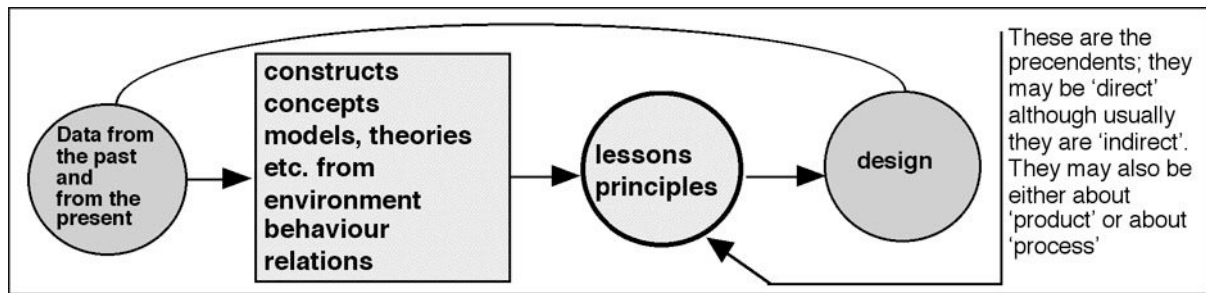 Data from
the past
and
from the
present
constructs
concepts
models, theories
etc. from
environment
behaviour
relations
lessons
principles
design
These are the
precendents; they
may be ‘direct’
although usually
they are ‘indirect’.
They may also be
either about
‘product’ or about
‘process’